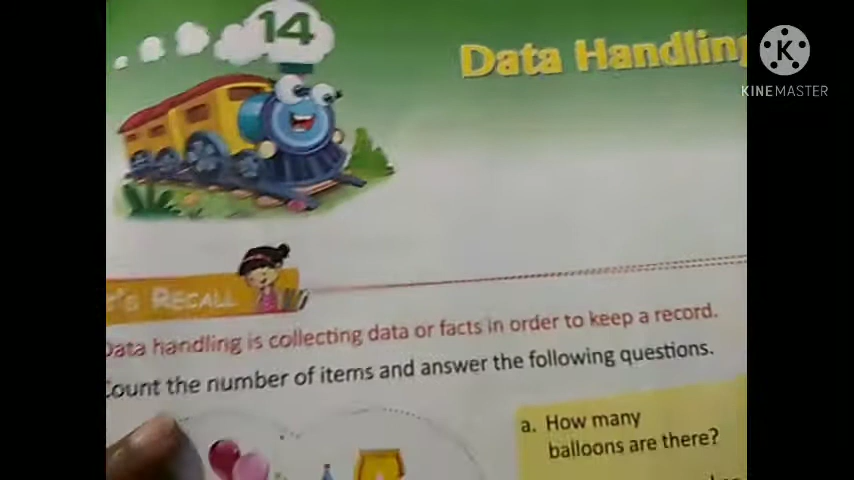 14
Data Handling
K
KINEMASTER
's RECALL
Data handling is collecting data or facts in order to keep a record.
Count the number of items and answer the following questions.
a. How many
balloons are there?